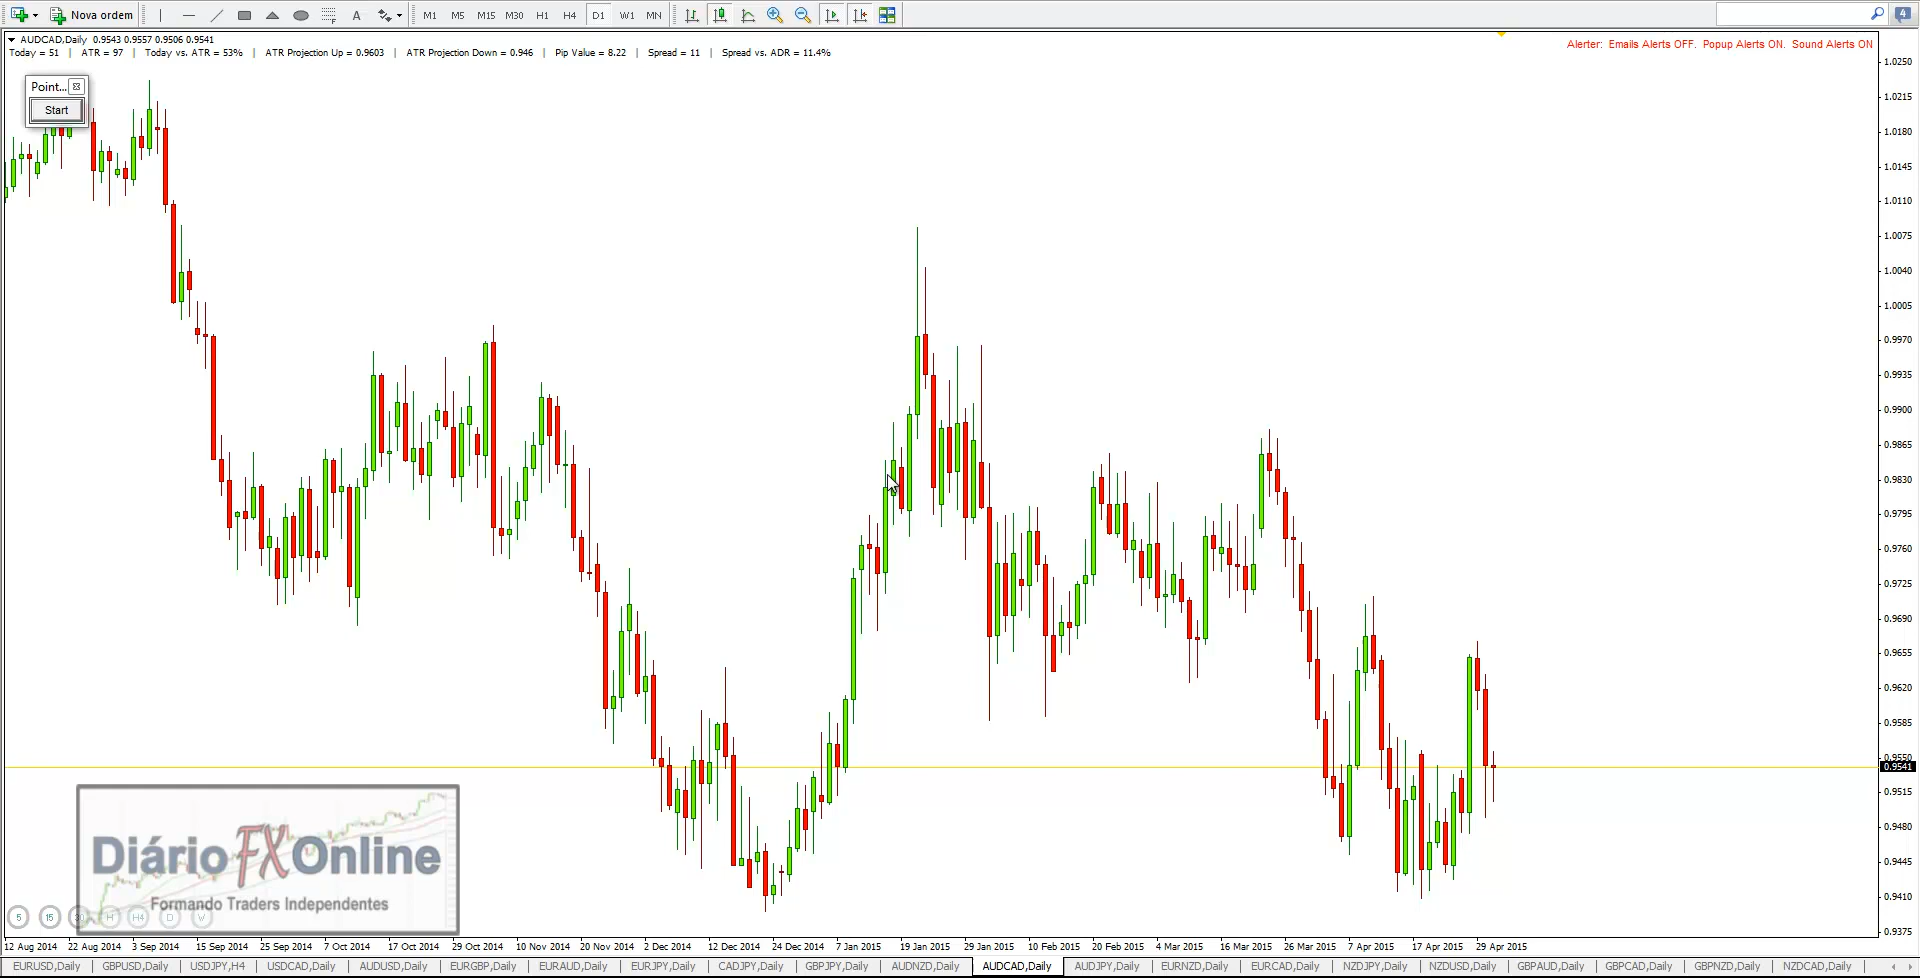 Nova ordem A M1 M5 M15 M30 H1 H4 D1 W1 MN 4
AUDCAD,Daily 0.9543 0.9557 0.9506 0.9541
Today = 51 | ATR = 97 | Today vs. ATR = 53% | ATR Projection Up = 0.9603 | ATR Projection Down = 0.946 | Pip Value = 8.22 | Spread = 11 | Spread vs. ADR = 11.4%
Alerter: Emails Alerts OFF. Popup Alerts ON. Sound Alerts ON
Point...
Start
1.0250
1.0215
1.0180
1.0145
1.0110
1.0075
1.0040
1.0005
0.9970
0.9935
0.9900
0.9865
0.9830
0.9795
0.9760
0.9725
0.9690
0.9655
0.9620
0.9585
0.9550
0.9541
0.9515
0.9480
0.9445
0.9410
0.9375
Diário FX Online
Formando Traders Independentes
5 15 30 H H4 D W
12 Aug 2014 22 Aug 2014 3 Sep 2014 15 Sep 2014 25 Sep 2014 7 Oct 2014 17 Oct 2014 29 Oct 2014 10 Nov 2014 20 Nov 2014 2 Dec 2014 12 Dec 2014 24 Dec 2014 7 Jan 2015 19 Jan 2015 29 Jan 2015 10 Feb 2015 20 Feb 2015 4 Mar 2015 16 Mar 2015 26 Mar 2015 7 Apr 2015 17 Apr 2015 29 Apr 2015
EURUSD,Daily GBPUSD,Daily USDJPY,H4 USDCAD,Daily AUDUSD,Daily EURGBP,Daily EURAUD,Daily EURJPY,Daily CADJPY,Daily GBPJPY,Daily AUDNZD,Daily AUDCAD,Daily AUDJPY,Daily EURNZD,Daily EURCAD,Daily NZDJPY,Daily NZDUSD,Daily GBPAUD,Daily GBPCAD,Daily GBPNZD,Daily NZDCAD,Daily